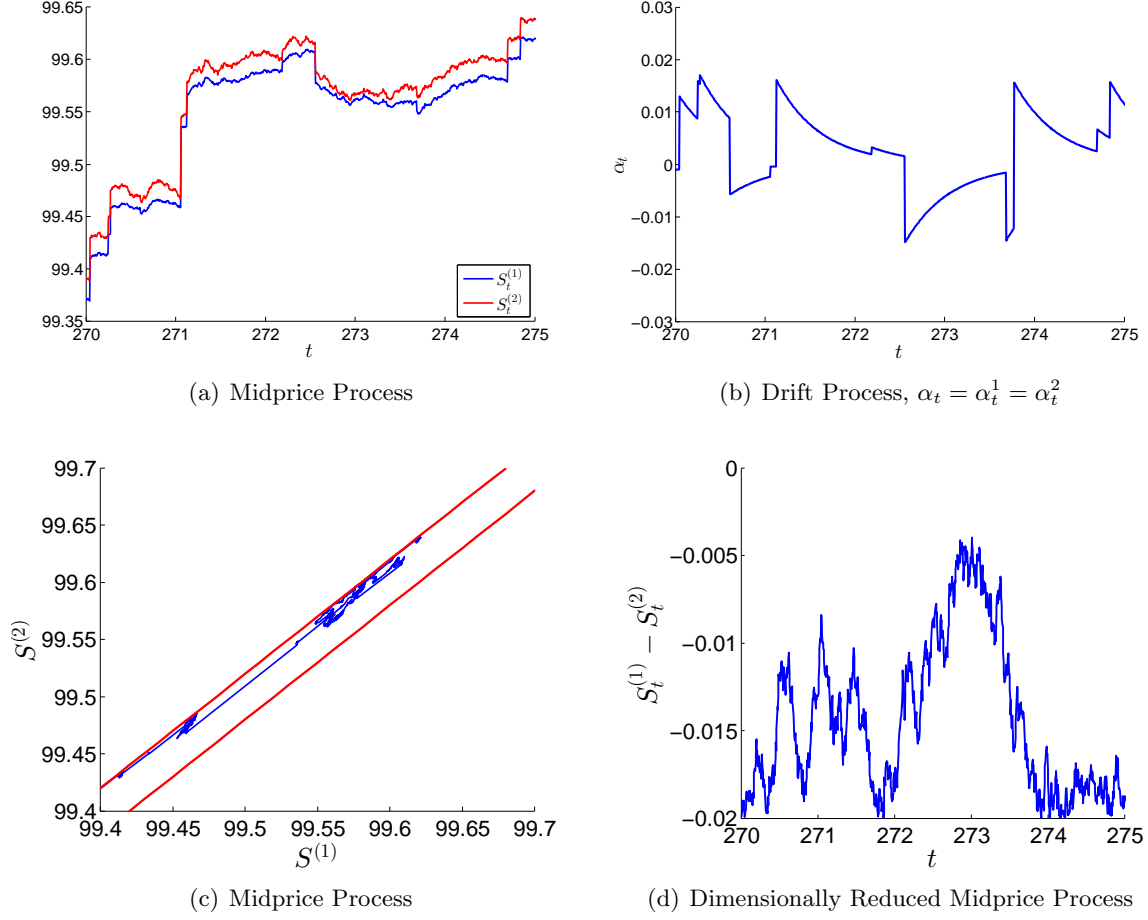 99.65
99.6
99.55
99.5
99.45
99.4
99.35
270 271 272 273 274 275
t
S_t^{(1)}
S_t^{(2)}
(a) Midprice Process
0.03
0.02
0.01
0
−0.01
−0.02
−0.03
α_t
270 271 272 273 274 275
t
(b) Drift Process, α_t = α_t^1 = α_t^2
99.7
99.65
99.6
99.55
99.5
99.45
99.4
S^{(2)}
99.4 99.45 99.5 99.55 99.6 99.65 99.7
S^{(1)}
(c) Midprice Process
0
−0.005
−0.01
−0.015
−0.02
S_t^{(1)} − S_t^{(2)}
270 271 272 273 274 275
t
(d) Dimensionally Reduced Midprice Process